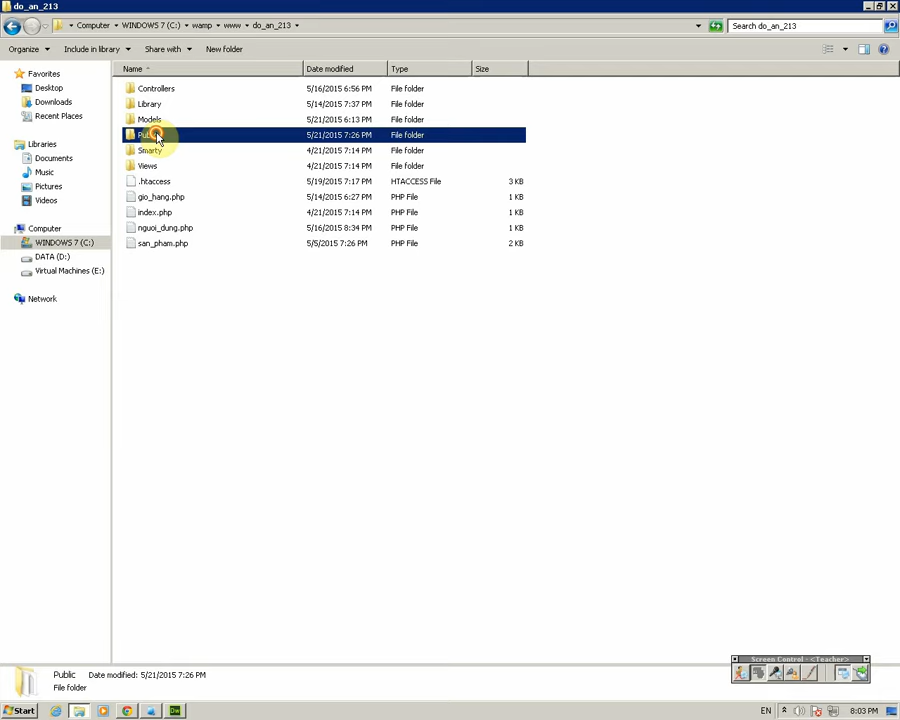 do_an_213
Computer WINDOWS 7 (C:) wamp www do_an_213
Search do_an_213
Organize Include in library Share with New folder
Favorites
Desktop
Downloads
Recent Places
Libraries
Documents
Music
Pictures
Videos
Computer
WINDOWS 7 (C:)
DATA (D:)
Virtual Machines (E:)
Network
Name Date modified Type Size
Controllers 5/16/2015 6:56 PM File folder
Library 5/14/2015 7:37 PM File folder
Models 5/21/2015 6:13 PM File folder
5/21/2015 7:26 PM File folder
Smarty 4/21/2015 7:14 PM File folder
Views 4/21/2015 7:14 PM File folder
.htaccess 5/19/2015 7:17 PM HTACCESS File 3 KB
gio_hang.php 5/14/2015 6:27 PM PHP File 1 KB
index.php 4/21/2015 7:14 PM PHP File 1 KB
nguoi_dung.php 5/16/2015 8:34 PM PHP File 1 KB
san_pham.php 5/5/2015 7:26 PM PHP File 2 KB
Public Date modified: 5/21/2015 7:26 PM
File folder
Screen Control - <Teacher>
Start
Dw
EN
8:03 PM